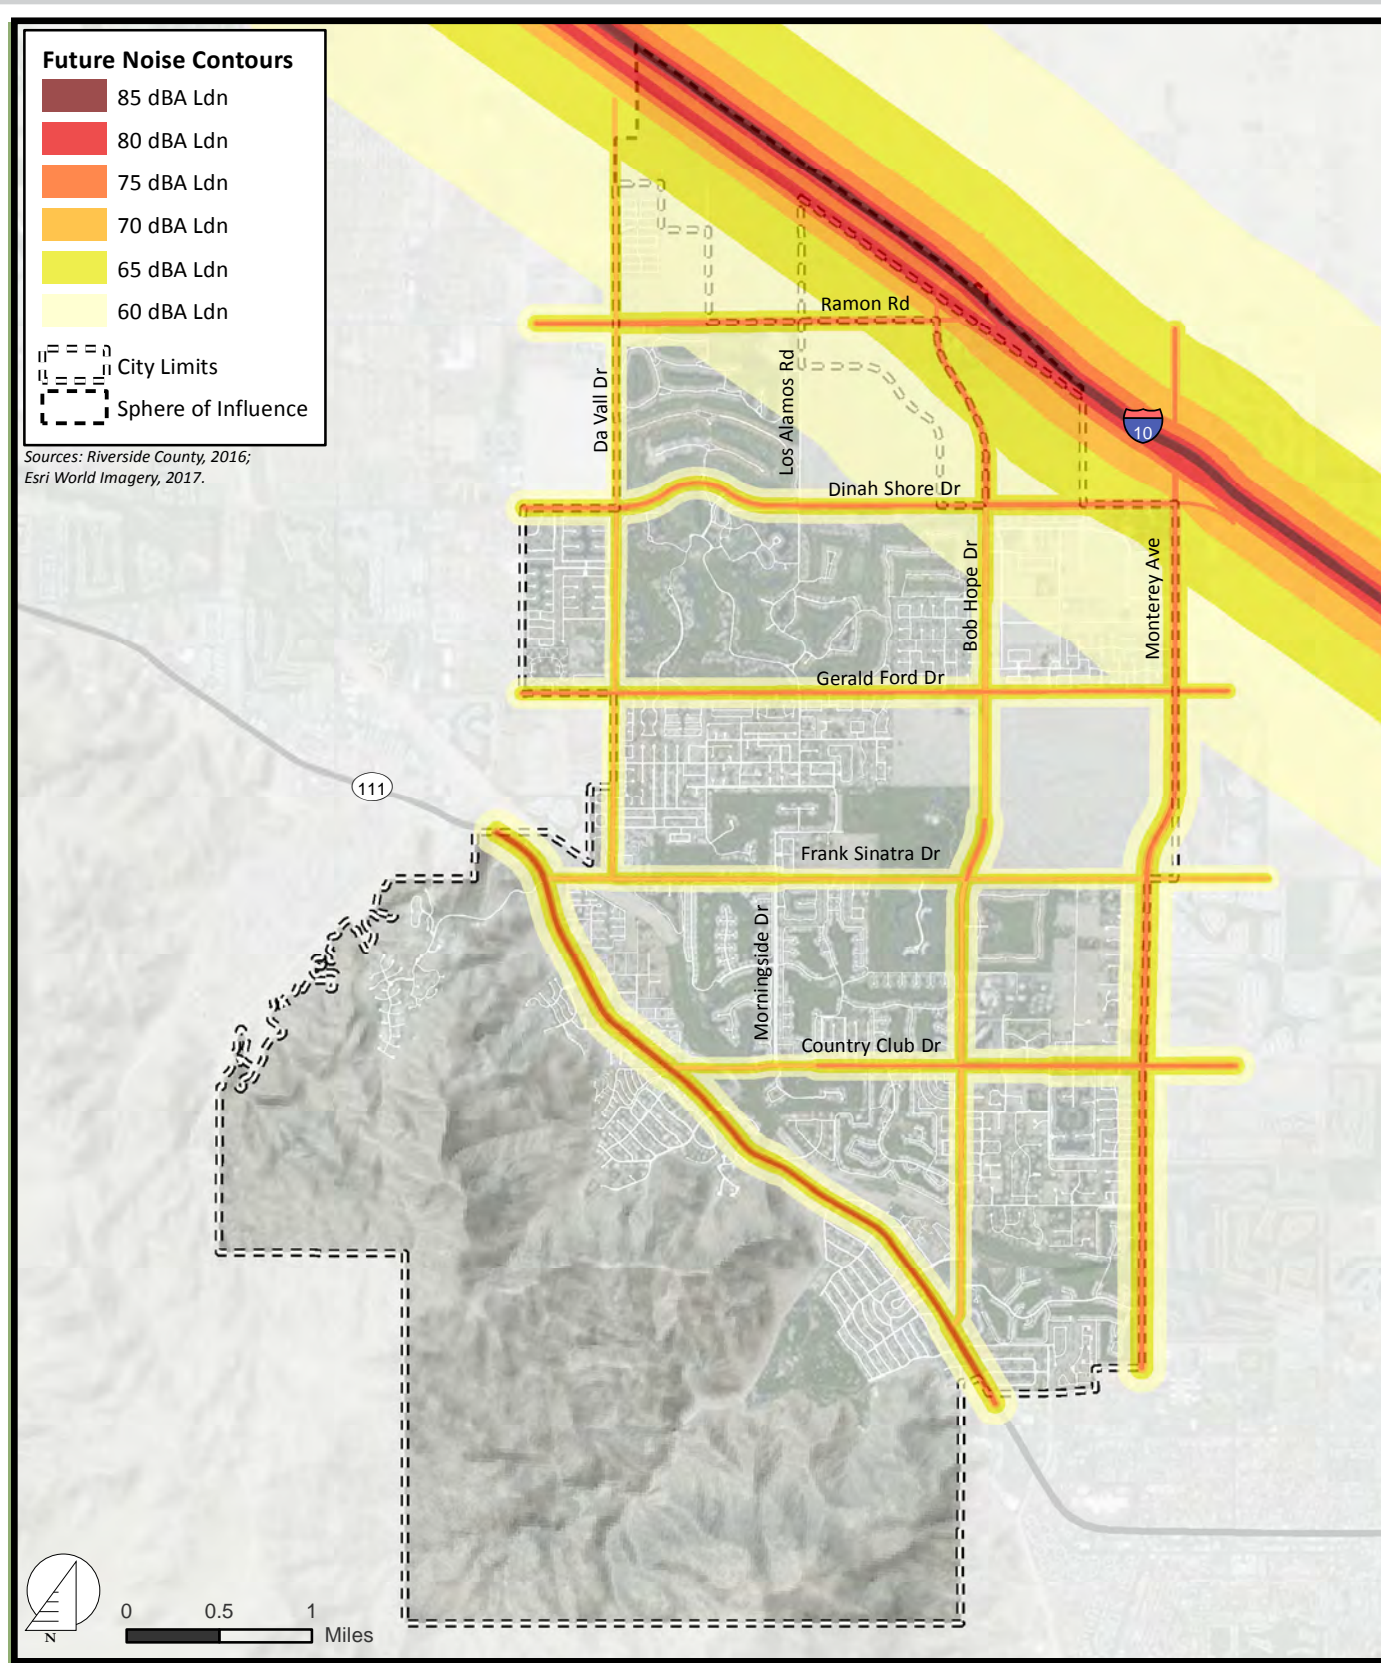 Future Noise Contours
85 dBA Ldn
80 dBA Ldn
75 dBA Ldn
70 dBA Ldn
65 dBA Ldn
60 dBA Ldn
City Limits
Sphere of Influence
Sources: Riverside County, 2016;
Esri World Imagery, 2017.
Ramon Rd
Da Vall Dr
Los Alamos Rd
10
Dinah Shore Dr
Bob Hope Dr
Monterey Ave
Gerald Ford Dr
111
Frank Sinatra Dr
Morningside Dr
Country Club Dr
N
0 0.5 1
Miles